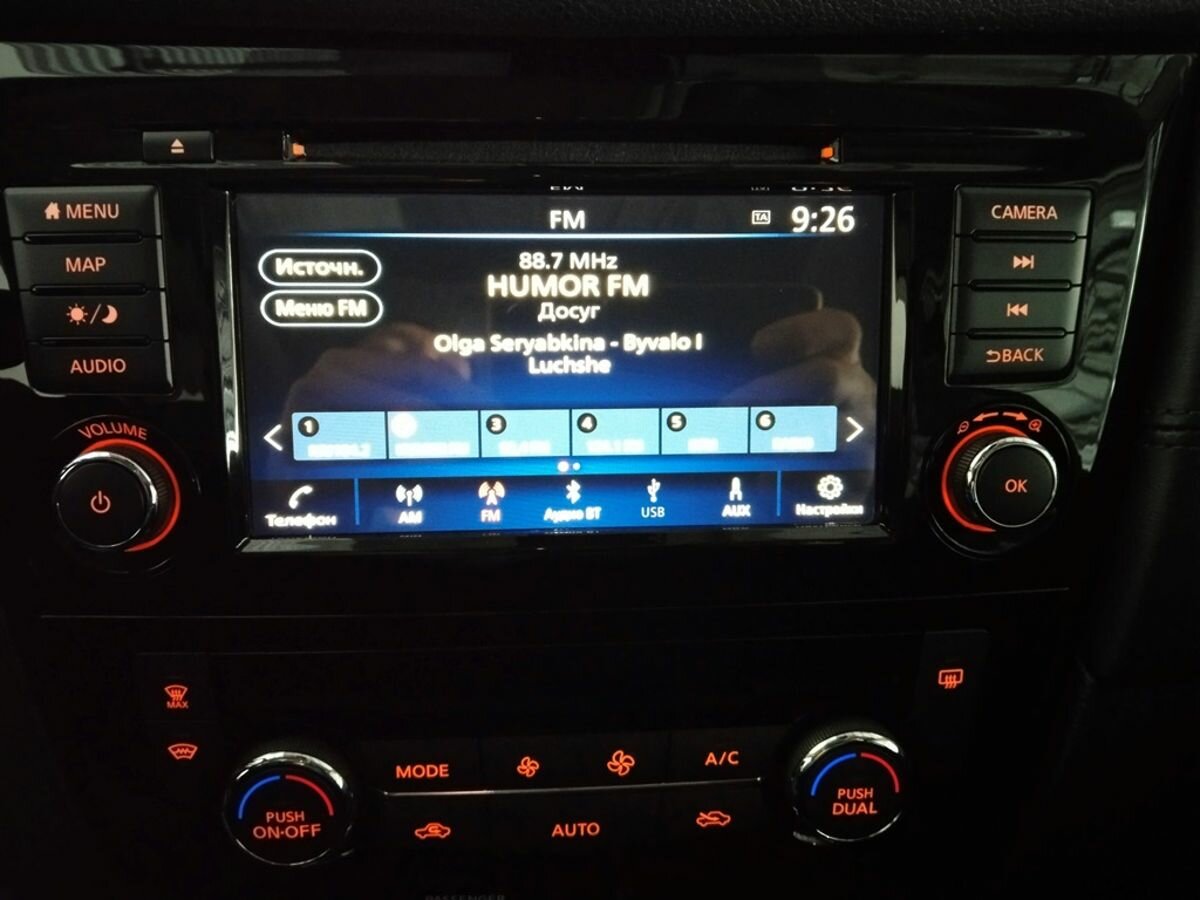 MENU
MAP
AUDIO
VOLUME
FM
TA
9:26
Источн.
Меню FM
88.7 MHz
HUMOR FM
Досуг
Olga Seryabkina - Byvalo I
Luchshe
1
3
4
5
6
Телефон
AM
FM
Аудио BT
USB
AUX
Настройки
CAMERA
BACK
OK
MAX
MODE
A/C
AUTO
PUSH
ON·OFF
PUSH
DUAL